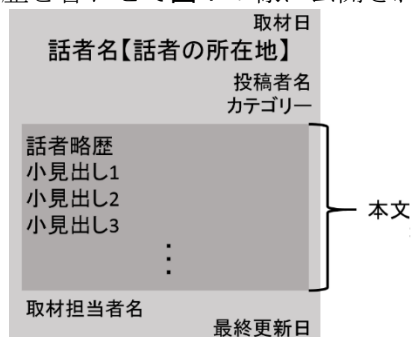 取材日
話者名【話者の所在地】
投稿者名
カテゴリー
話者略歴
小見出し1
小見出し2
小見出し3
⋮
本文
取材担当者名
最終更新日